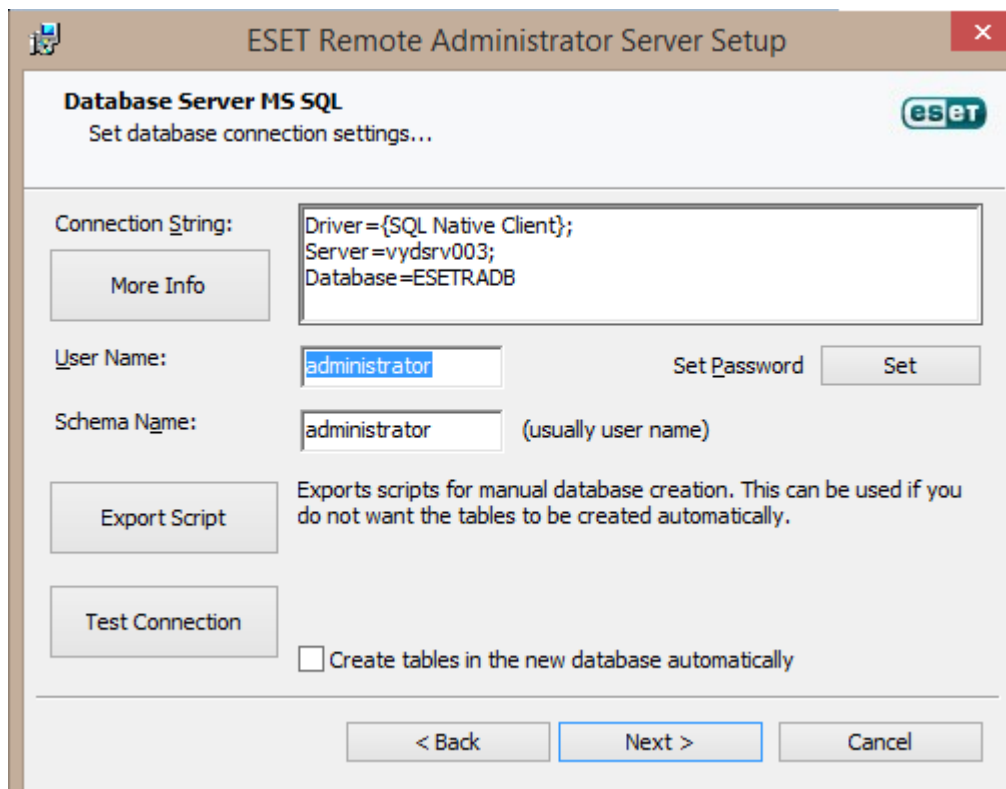 ESET Remote Administrator Server Setup
Database Server MS SQL
Set database connection settings...
eset
Connection String:
Driver={SQL Native Client};
Server=vydsrv003;
Database=ESETRADB
More Info
User Name:
administrator
Set Password
Set
Schema Name:
administrator
(usually user name)
Export Script
Exports scripts for manual database creation. This can be used if you
do not want the tables to be created automatically.
Test Connection
Create tables in the new database automatically
< Back
Next >
Cancel